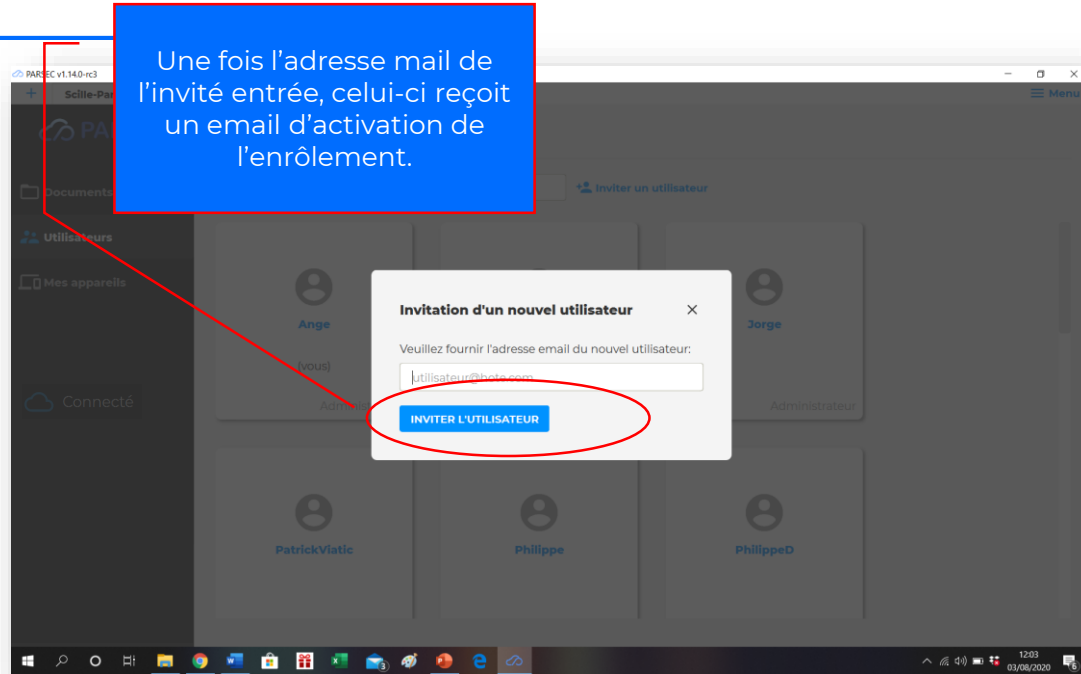 Une fois l'adresse mail de
l'invité entrée, celui-ci reçoit
un email d'activation de
l'enrôlement.
PARSEC v1.14.0-rc3
Scille-Par
Menu
PA
Documents
Inviter un utilisateur
Utilisateurs
Mes appareils
Connecté
Ange
(vous)
Jorge
Administrateur
Invitation d'un nouvel utilisateur
Veuillez fournir l'adresse email du nouvel utilisateur:
utilisateur@hote.com
INVITER L'UTILISATEUR
PatrickViatic
Philippe
PhilippeD
12:03
03/08/2020